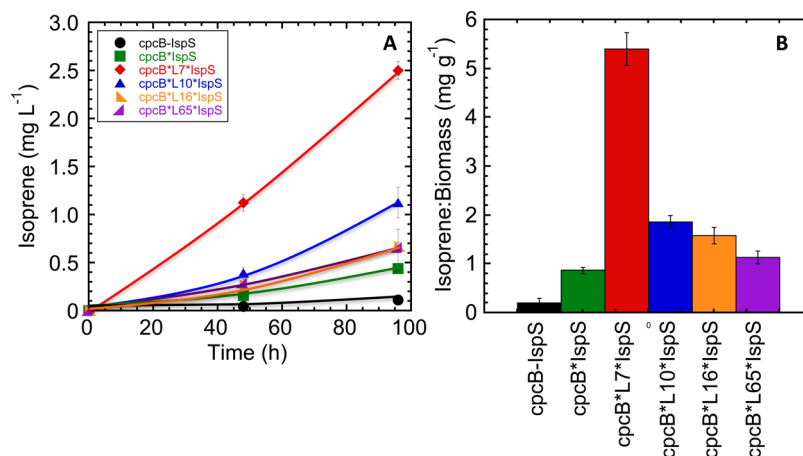 A
cpcB-IspS
cpcB*IspS
cpcB*L7*IspS
cpcB*L10*IspS
cpcB*L16*IspS
cpcB*L65*IspS
3.0
2.5
2.0
1.5
1.0
0.5
0.0
0 20 40 60 80 100
Time (h)
Isoprene (mg L-1)
B
6
5
4
3
2
1
0
0
Isoprene:Biomass (mg g-1)
cpcB-IspS
cpcB*IspS
cpcB*L7*IspS
cpcB*L10*IspS
cpcB*L16*IspS
cpcB*L65*IspS